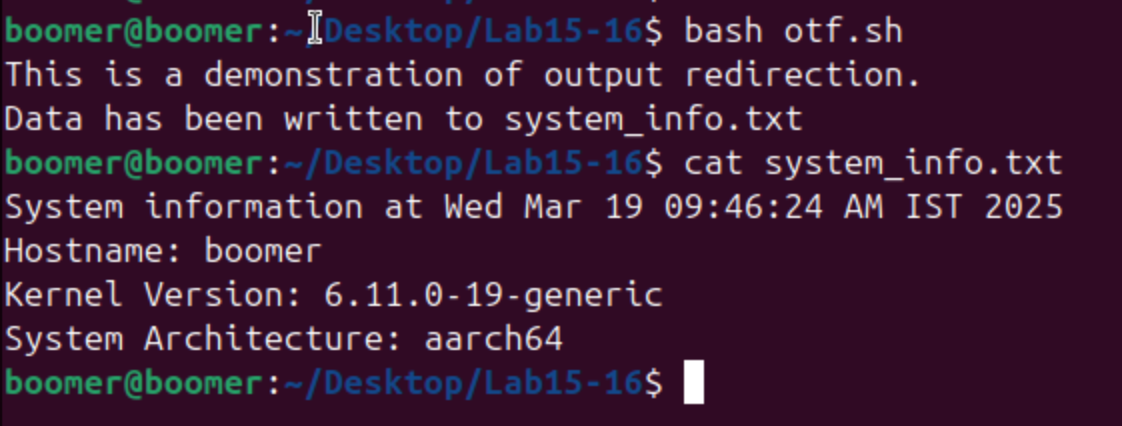 boomer@boomer:~/Desktop/Lab15-16$ bash otf.sh
This is a demonstration of output redirection.
Data has been written to system_info.txt
boomer@boomer:~/Desktop/Lab15-16$ cat system_info.txt
System information at Wed Mar 19 09:46:24 AM IST 2025
Hostname: boomer
Kernel Version: 6.11.0-19-generic
System Architecture: aarch64
boomer@boomer:~/Desktop/Lab15-16$